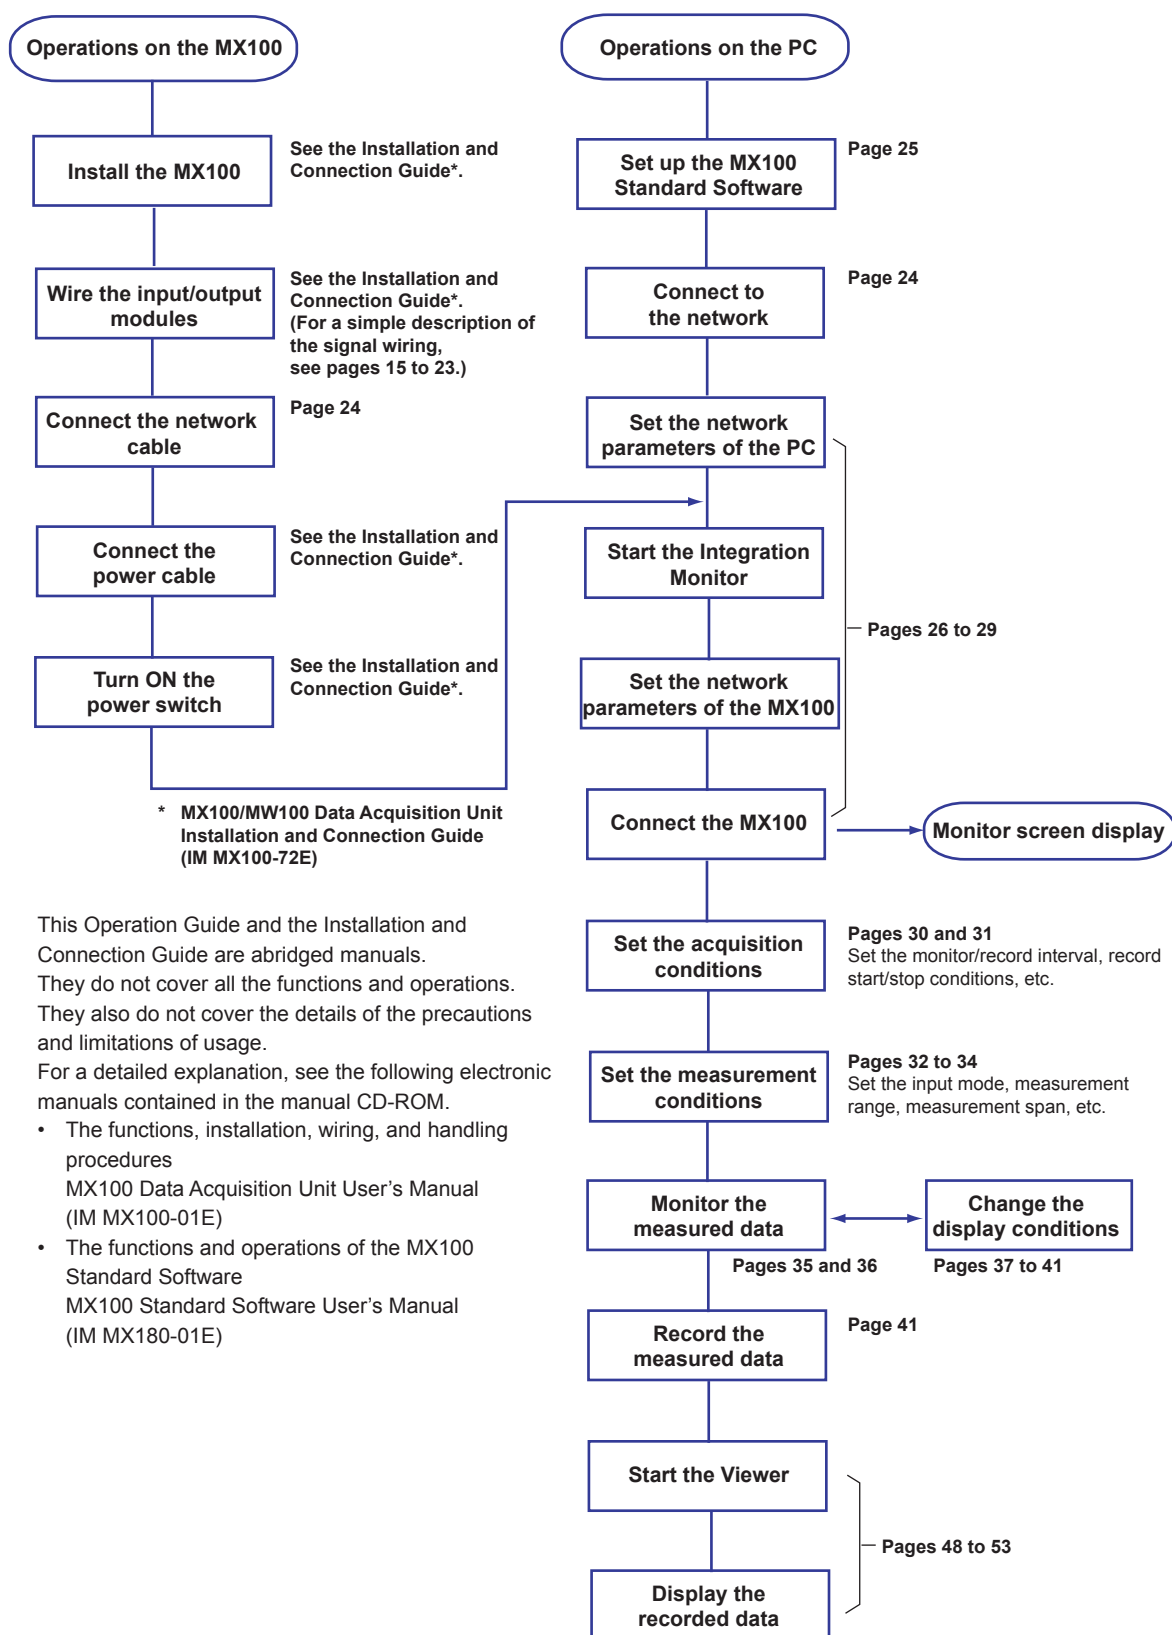 Operations on the MX100
Install the MX100
See the Installation and
Connection Guide*.
Wire the input/output
modules
See the Installation and
Connection Guide*.
(For a simple description of
the signal wiring,
see pages 15 to 23.)
Connect the network
cable
Page 24
Connect the
power cable
See the Installation and
Connection Guide*.
Turn ON the
power switch
See the Installation and
Connection Guide*.
* MX100/MW100 Data Acquisition Unit
Installation and Connection Guide
(IM MX100-72E)
This Operation Guide and the Installation and
Connection Guide are abridged manuals.
They do not cover all the functions and operations.
They also do not cover the details of the precautions
and limitations of usage.
For a detailed explanation, see the following electronic
manuals contained in the manual CD-ROM.
• The functions, installation, wiring, and handling
procedures
MX100 Data Acquisition Unit User's Manual
(IM MX100-01E)
• The functions and operations of the MX100
Standard Software
MX100 Standard Software User's Manual
(IM MX180-01E)
Operations on the PC
Set up the MX100
Standard Software
Page 25
Connect to
the network
Page 24
Set the network
parameters of the PC
Start the Integration
Monitor
Pages 26 to 29
Set the network
parameters of the MX100
Connect the MX100
Monitor screen display
Set the acquisition
conditions
Pages 30 and 31
Set the monitor/record interval, record
start/stop conditions, etc.
Set the measurement
conditions
Pages 32 to 34
Set the input mode, measurement
range, measurement span, etc.
Monitor the
measured data
Pages 35 and 36
Change the
display conditions
Pages 37 to 41
Record the
measured data
Page 41
Start the Viewer
Pages 48 to 53
Display the
recorded data